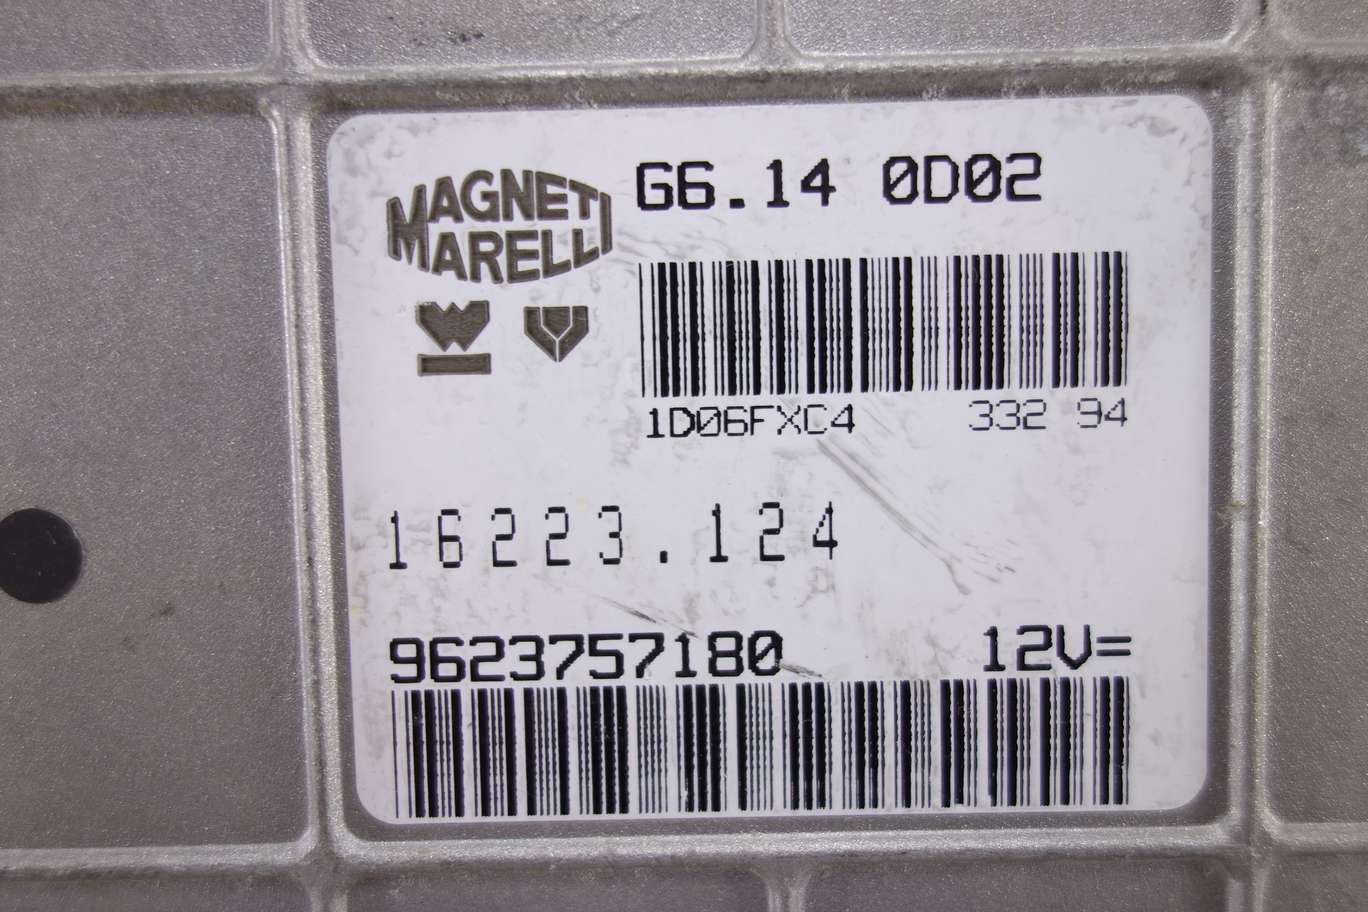 MAGNETI
MARELLI
G6.14 0D02
1D06FXC4 332 94
16223.124
9623757180 12V=